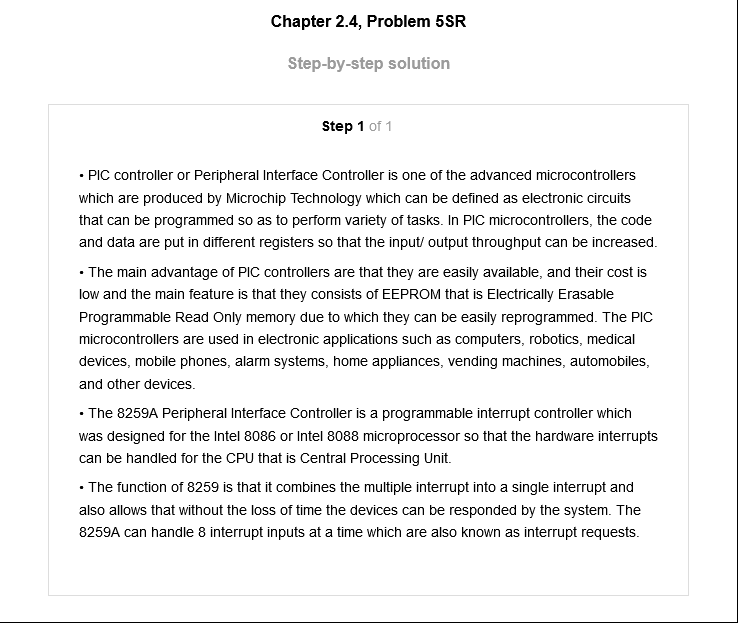 Chapter 2.4, Problem 5SR
Step-by-step solution
Step 1 of 1
• PIC controller or Peripheral Interface Controller is one of the advanced microcontrollers
which are produced by Microchip Technology which can be defined as electronic circuits
that can be programmed so as to perform variety of tasks. In PIC microcontrollers, the code
and data are put in different registers so that the input/ output throughput can be increased.
• The main advantage of PIC controllers are that they are easily available, and their cost is
low and the main feature is that they consists of EEPROM that is Electrically Erasable
Programmable Read Only memory due to which they can be easily reprogrammed. The PIC
microcontrollers are used in electronic applications such as computers, robotics, medical
devices, mobile phones, alarm systems, home appliances, vending machines, automobiles,
and other devices.
• The 8259A Peripheral Interface Controller is a programmable interrupt controller which
was designed for the Intel 8086 or Intel 8088 microprocessor so that the hardware interrupts
can be handled for the CPU that is Central Processing Unit.
• The function of 8259 is that it combines the multiple interrupt into a single interrupt and
also allows that without the loss of time the devices can be responded by the system. The
8259A can handle 8 interrupt inputs at a time which are also known as interrupt requests.